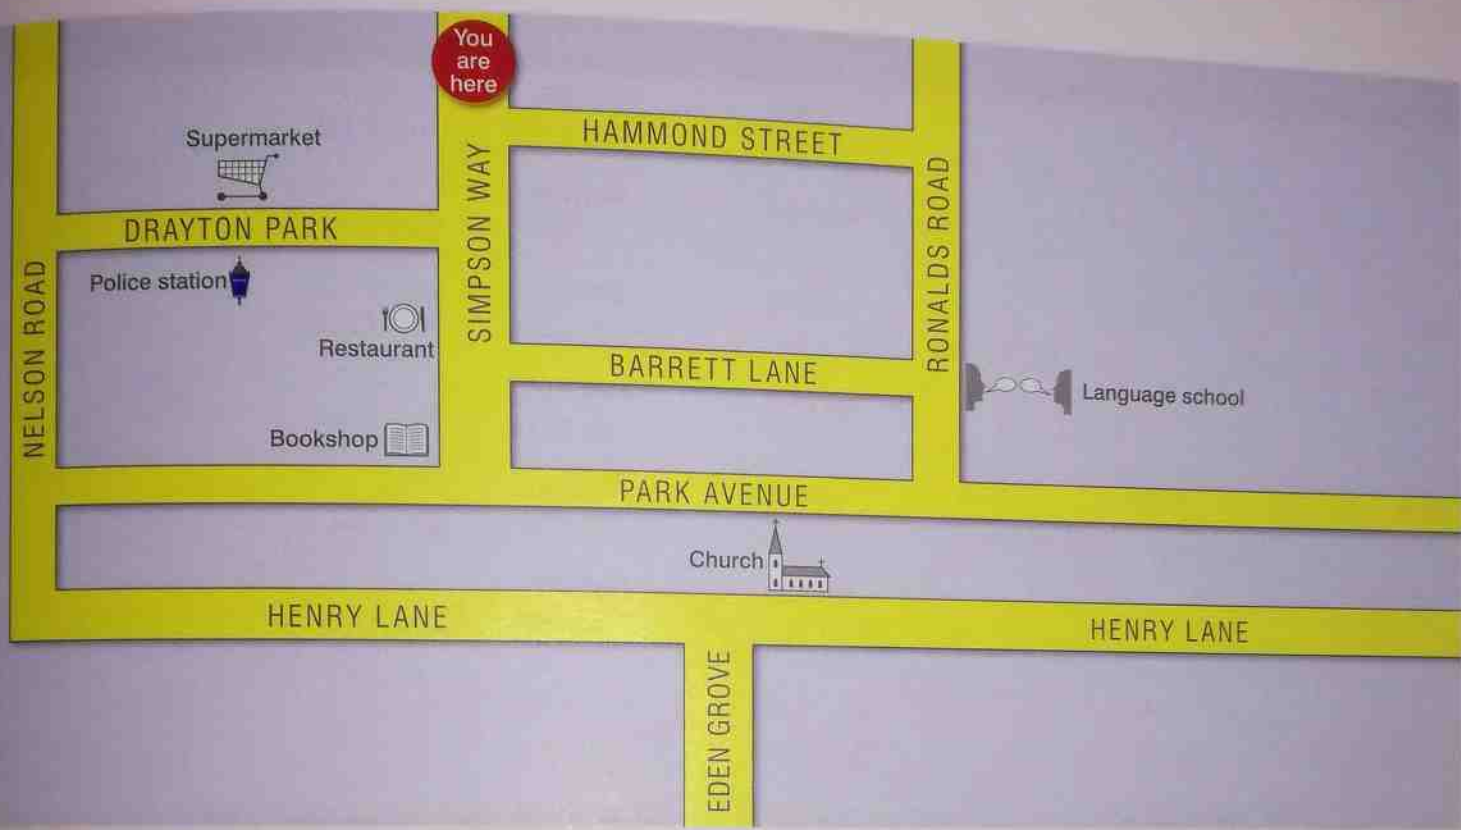 You
are
here
HAMMOND STREET
Supermarket
SIMPSON WAY
RONALDS ROAD
DRAYTON PARK
Police station
NELSON ROAD
Restaurant
BARRETT LANE
Language school
Bookshop
PARK AVENUE
Church
HENRY LANE
HENRY LANE
EDEN GROVE